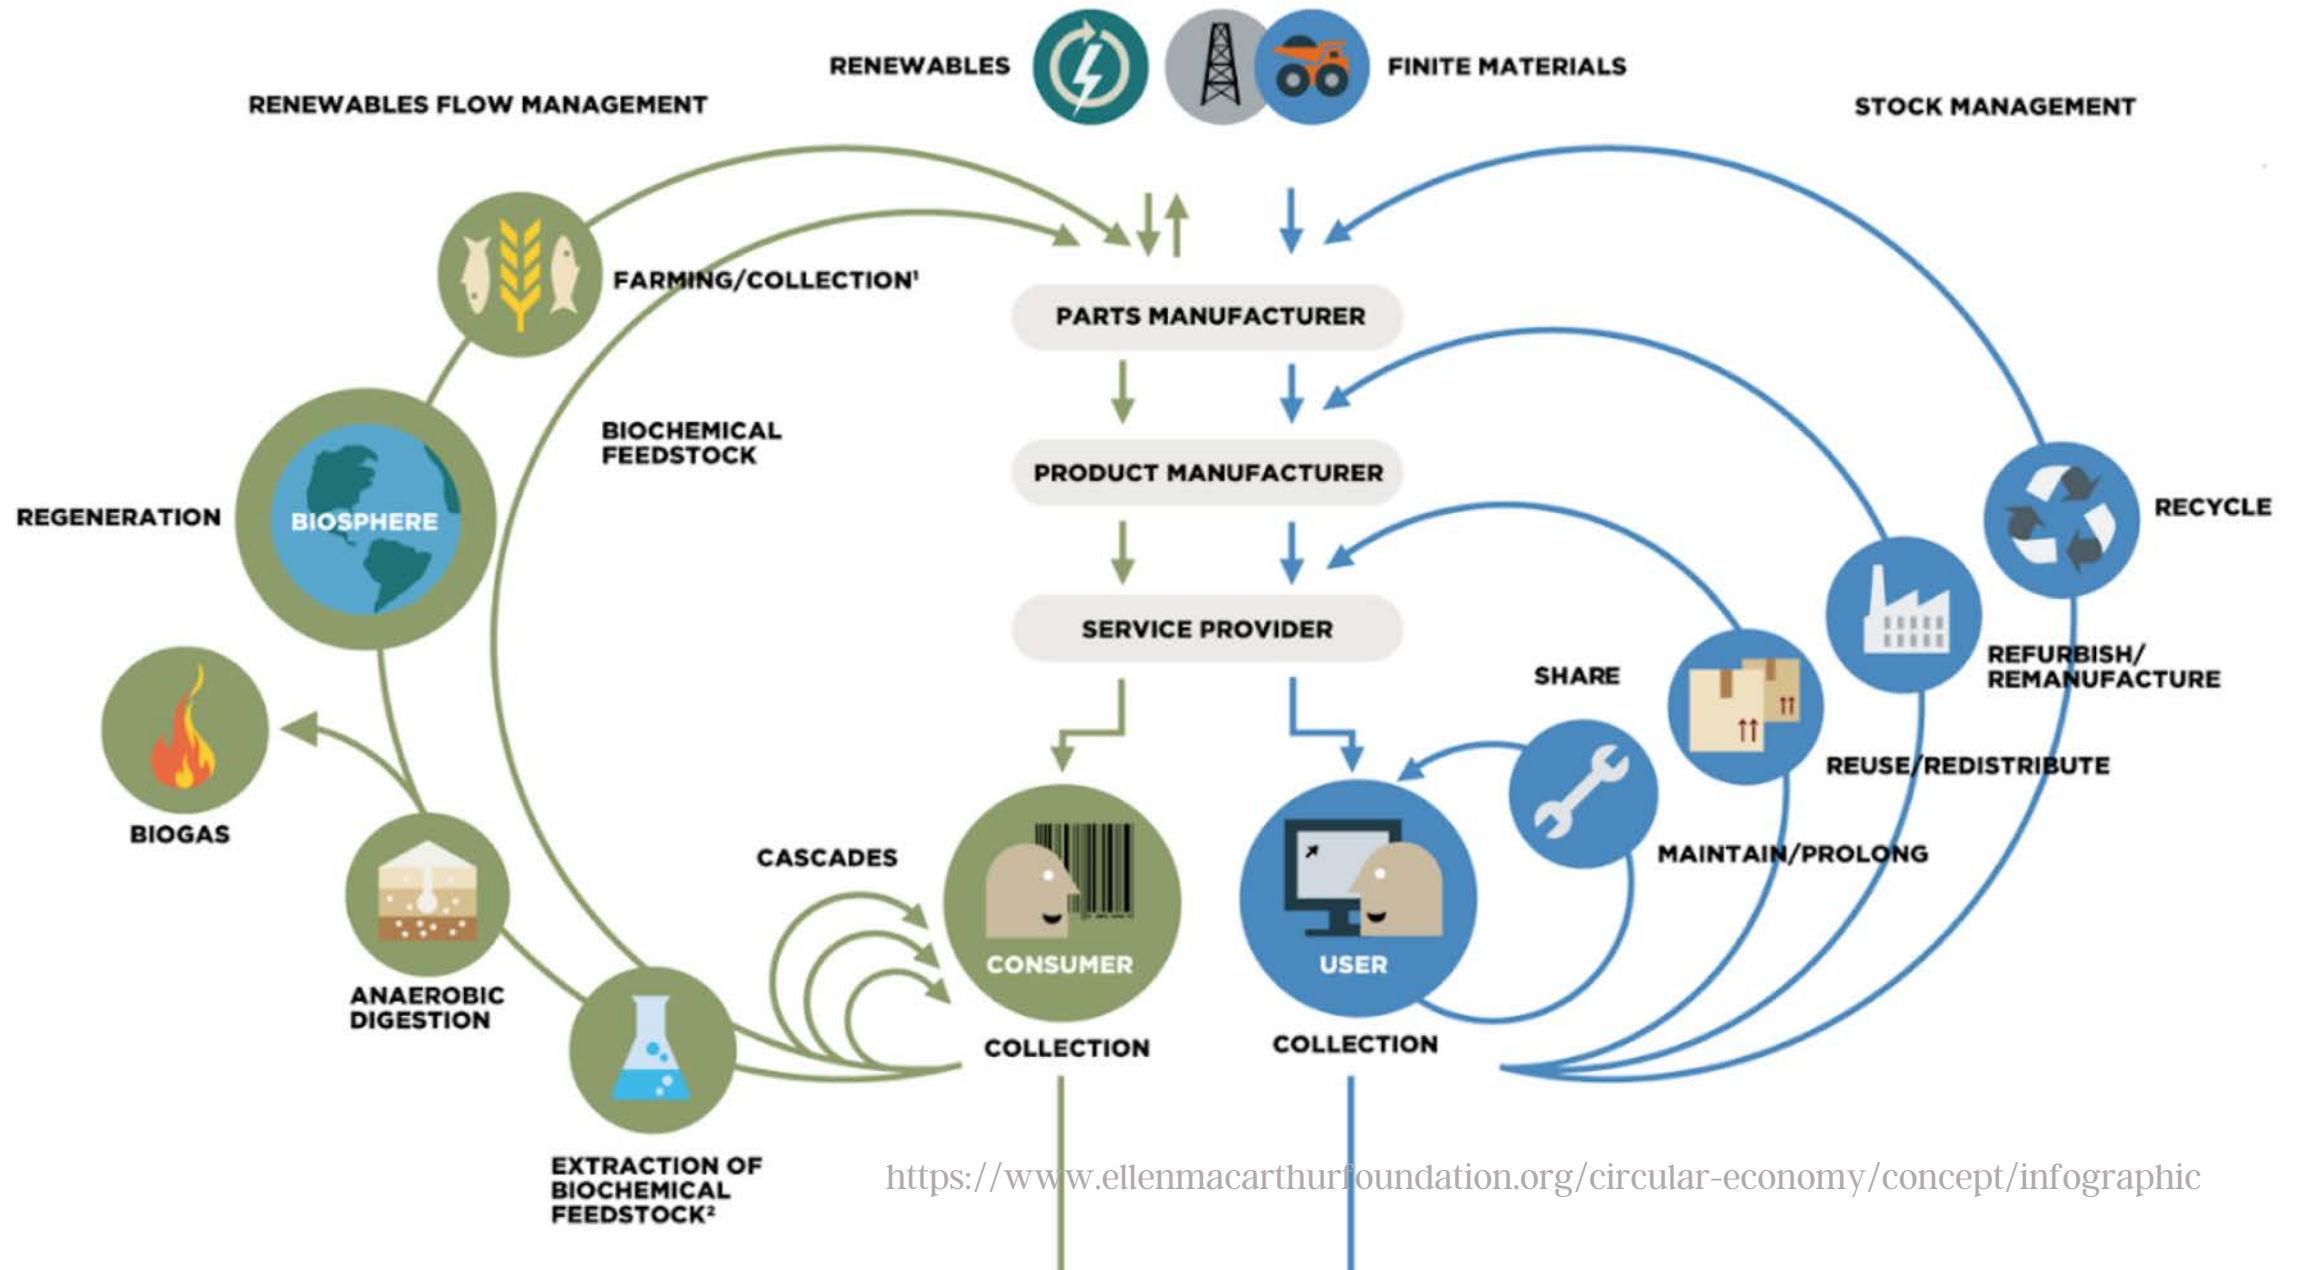 RENEWABLES
FINITE MATERIALS
RENEWABLES FLOW MANAGEMENT
STOCK MANAGEMENT
FARMING/COLLECTION¹
PARTS MANUFACTURER
BIOCHEMICAL
FEEDSTOCK
PRODUCT MANUFACTURER
REGENERATION
BIOSPHERE
RECYCLE
SERVICE PROVIDER
REFURBISH/
REMANUFACTURE
SHARE
REUSE/REDISTRIBUTE
BIOGAS
MAINTAIN/PROLONG
CASCADES
CONSUMER
USER
ANAEROBIC
DIGESTION
COLLECTION
COLLECTION
EXTRACTION OF
BIOCHEMICAL
FEEDSTOCK²
https://www.ellenmacarthurfoundation.org/circular-economy/concept/infographic